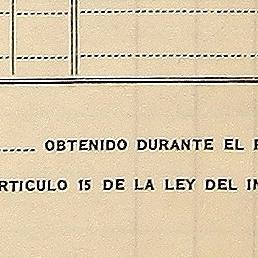 OBTENIDO DURANTE EL
ARTICULO 15 DE LA LEY DEL